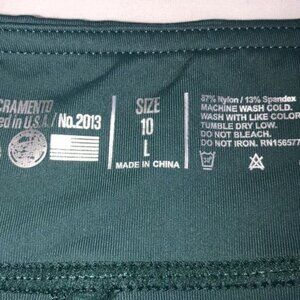 CRAMENTO
ed in U.S.A./No.2013
SIZE
10
L
MADE IN CHINA
87% Nylon / 13% Spandex
MACHINE WASH COLD.
WASH WITH LIKE COLOR
TUMBLE DRY LOW.
DO NOT BLEACH.
DO NOT IRON. RN156577